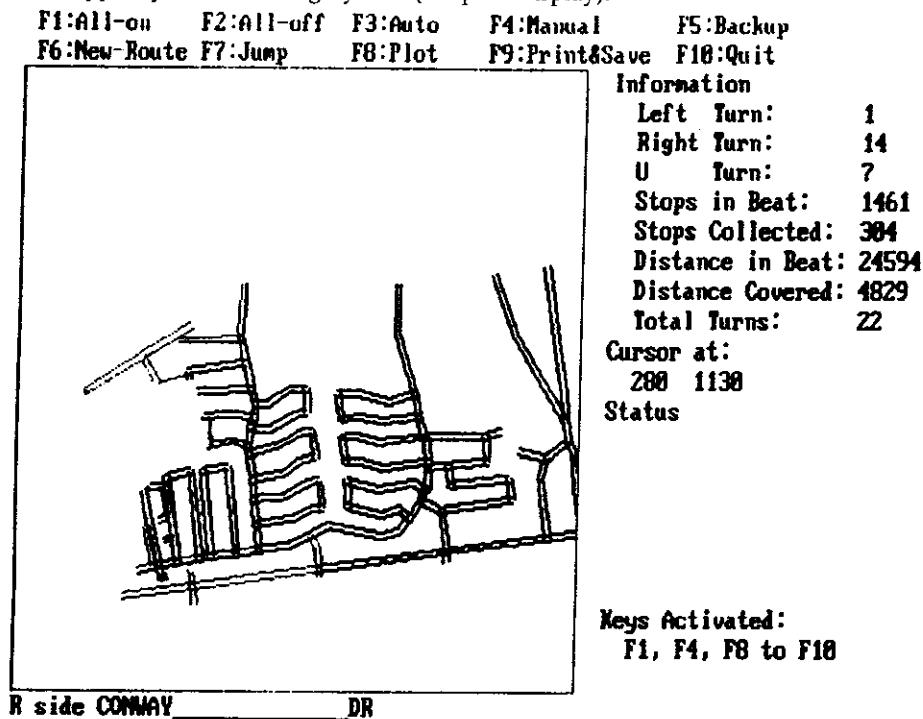 F1:All-on F2:All-off F3:Auto F4:Manual F5:Backup
F6:New-Route F7:Jump F8:Plot F9:Print&Save F10:Quit
Information
Left Turn: 1
Right Turn: 14
U Turn: 7
Stops in Beat: 1461
Stops Collected: 304
Distance in Beat: 24594
Distance Covered: 4829
Total Turns: 22
Cursor at:
280 1130
Status
Keys Activated:
F1, F4, F8 to F10
R side CONWAY DR